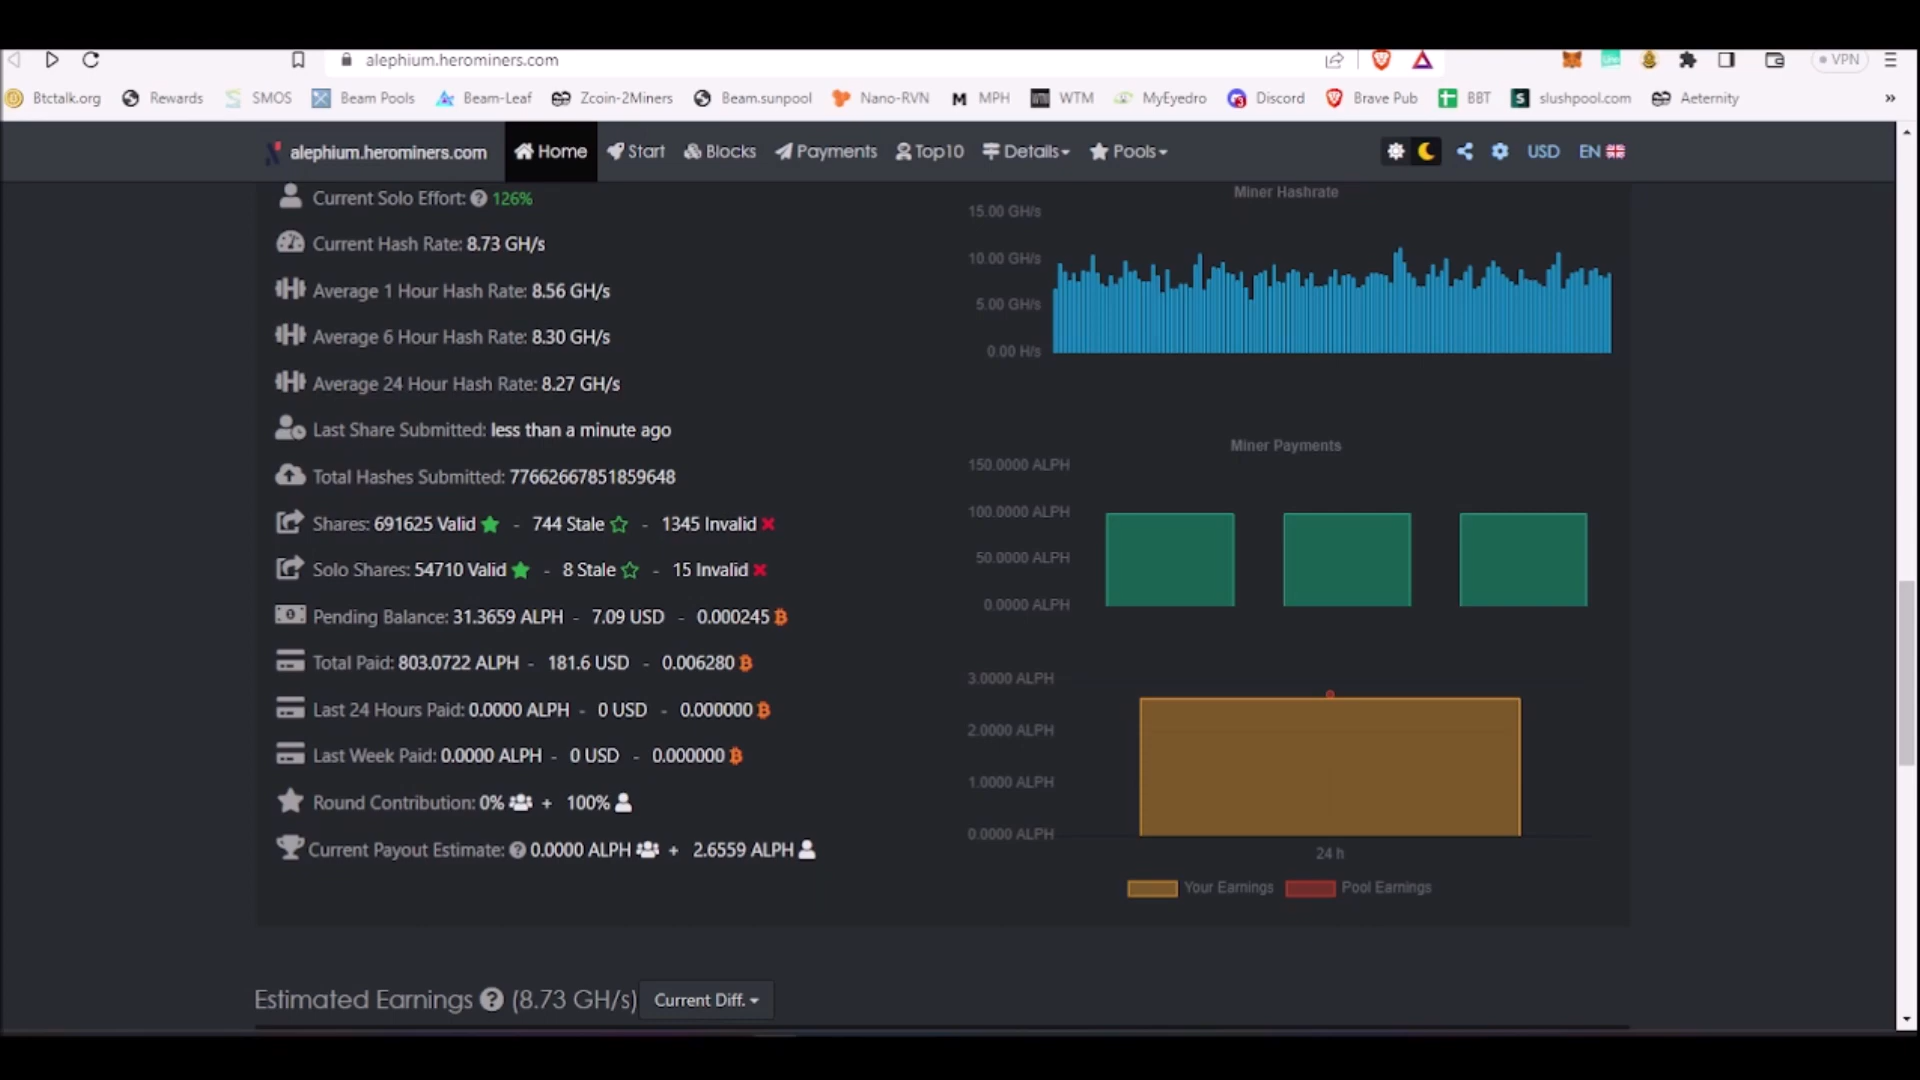 alephium.herominers.com
VPN
Btctalk.org Rewards SMOS Beam Pools Beam-Leaf Zcoin-2Miners Beam.sunpool Nano-RVN MPH WTM MyEyedro Discord Brave Pub BBT slushpool.com Aeternity »
alephium.herominers.com Home Start Blocks Payments Top10 Details Pools USD EN
Current Solo Effort: 126%
Current Hash Rate: 8.73 GH/s
Average 1 Hour Hash Rate: 8.56 GH/s
Average 6 Hour Hash Rate: 8.30 GH/s
Average 24 Hour Hash Rate: 8.27 GH/s
Last Share Submitted: less than a minute ago
Total Hashes Submitted: 77662667851859648
Shares: 691625 Valid - 744 Stale - 1345 Invalid
Solo Shares: 54710 Valid - 8 Stale - 15 Invalid
Pending Balance: 31.3659 ALPH - 7.09 USD - 0.000245
Total Paid: 803.0722 ALPH - 181.6 USD - 0.006280
Last 24 Hours Paid: 0.0000 ALPH - 0 USD - 0.000000
Last Week Paid: 0.0000 ALPH - 0 USD - 0.000000
Round Contribution: 0% + 100%
Current Payout Estimate: 0.0000 ALPH + 2.6559 ALPH
Miner Hashrate
15.00 GH/s
10.00 GH/s
5.00 GH/s
0.00 H/s
Miner Payments
150.0000 ALPH
100.0000 ALPH
50.0000 ALPH
0.0000 ALPH
3.0000 ALPH
2.0000 ALPH
1.0000 ALPH
0.0000 ALPH
24 h
Your Earnings Pool Earnings
Estimated Earnings (8.73 GH/s) Current Diff.